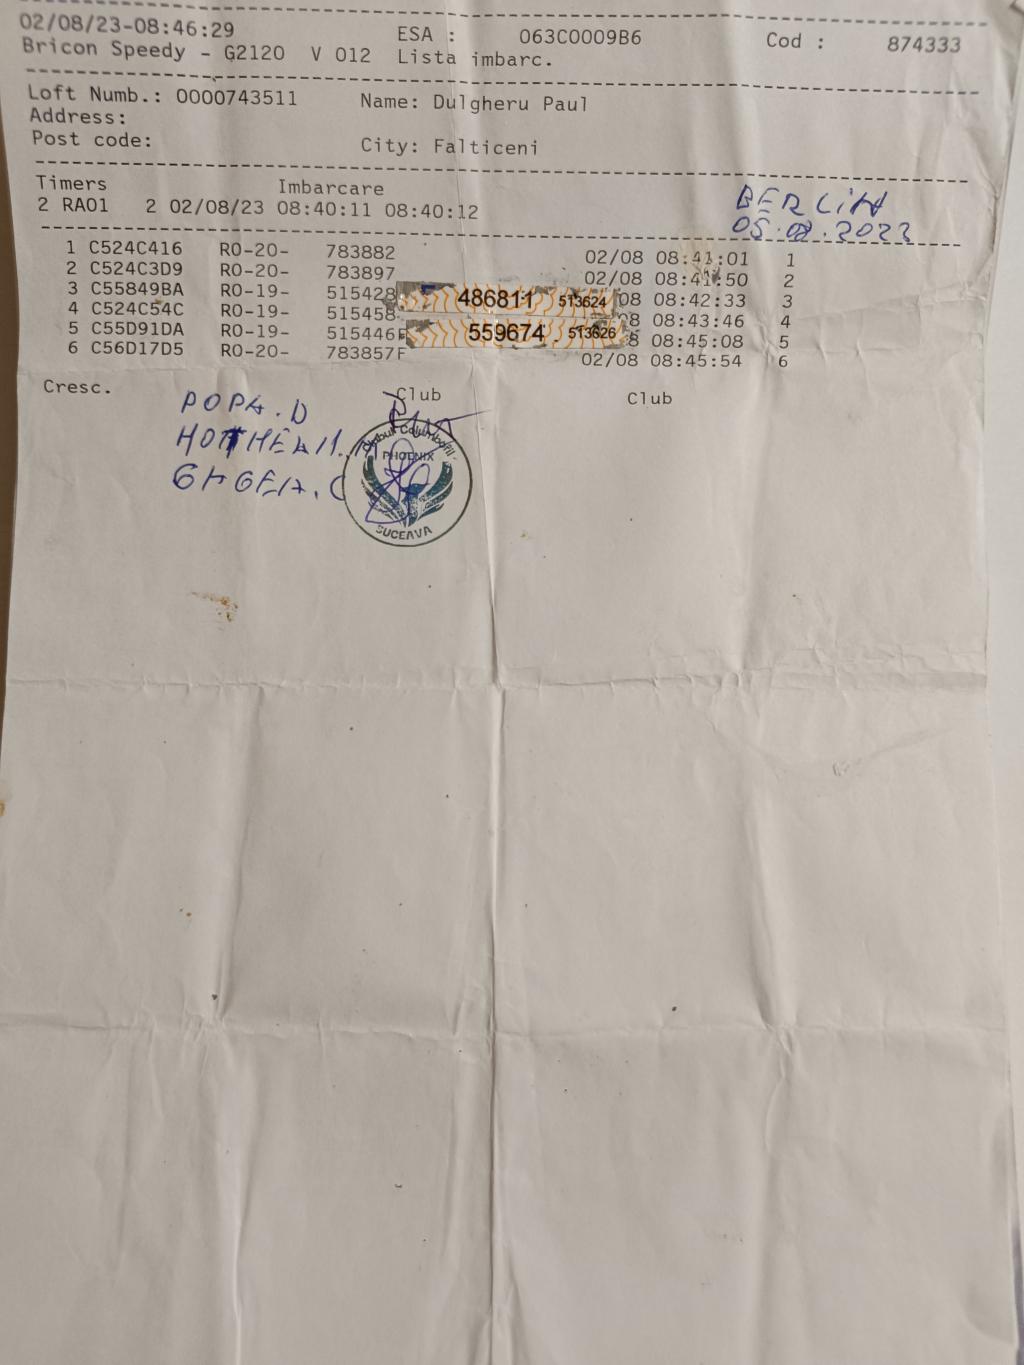 02/08/23-08:46:29 ESA : 063C0009B6 Cod : 874333
Bricon Speedy - G2120 V 012 Lista imbarc.
Loft Numb.: 0000743511 Name: Dulgheru Paul
Address:
Post code: City: Falticeni
Timers Imbarcare
2 RA01 2 02/08/23 08:40:11 08:40:12
BERLIN
05.08.2023
1 C524C416 RO-20- 783882 02/08 08:41:01 1
2 C524C3D9 RO-20- 783897 02/08 08:41:50 2
3 C55849BA RO-19- 515428 486811 513624 08 08:42:33 3
4 C524C54C RO-19- 515458 8 08:43:46 4
5 C55D91DA RO-19- 515446F 559674 513626 8 08:45:08 5
6 C56D17D5 RO-20- 783857F 02/08 08:45:54 6
Cresc. Club Club
POPA.D
PHOENIX
SUCEAVA